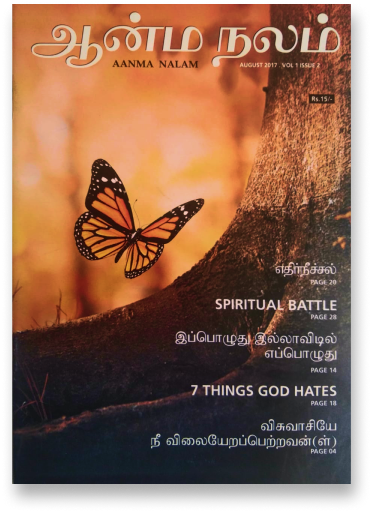 ஆன்ம நலம்
AANMA NALAM
AUGUST 2017 VOL 1 ISSUE 2
Rs.15/-
எதிர்நீச்சல்
PAGE 20
SPIRITUAL BATTLE
PAGE 28
இப்பொழுது இல்லாவிடில்
எப்பொழுது
PAGE 14
7 THINGS GOD HATES
PAGE 18
விசுவாசியே
நீ விலையேறப்பெற்றவன்(ள்)
PAGE 04